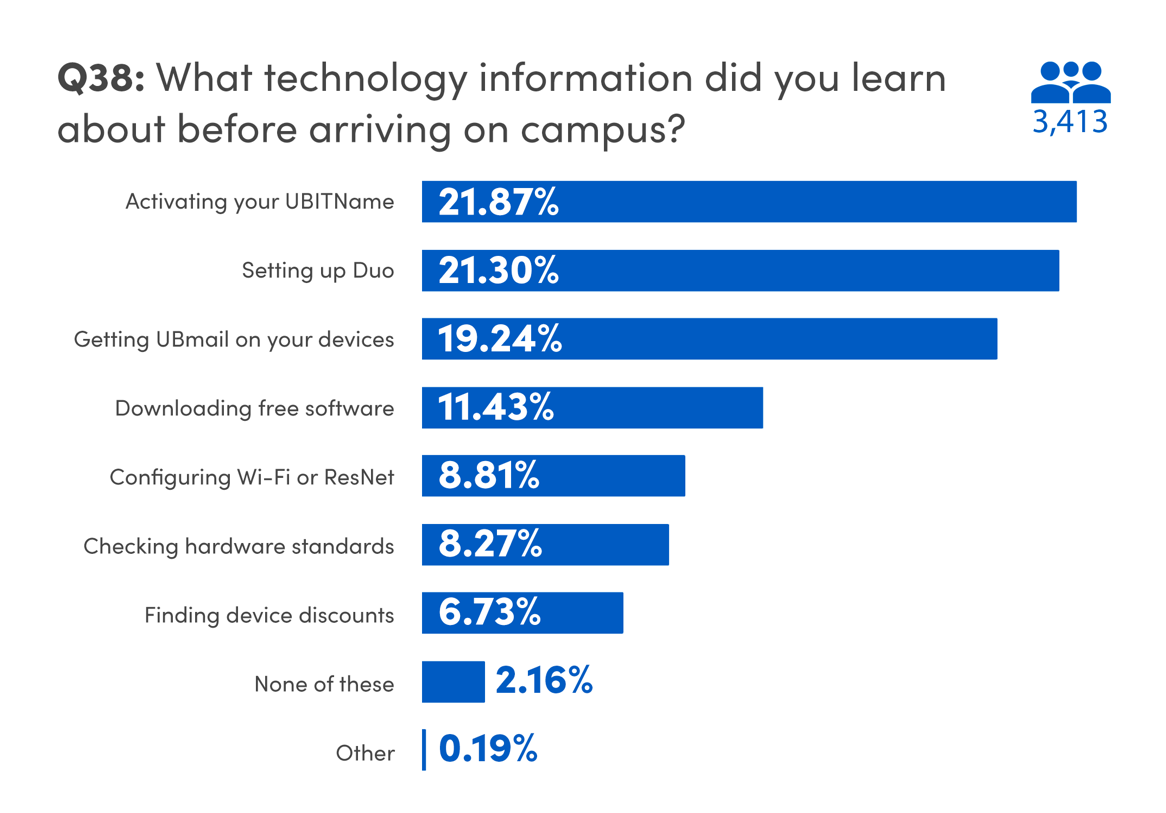 Q38: What technology information did you learn
about before arriving on campus?
3,413
Activating your UBITName 21.87%
Setting up Duo 21.30%
Getting UBmail on your devices 19.24%
Downloading free software 11.43%
Configuring Wi-Fi or ResNet 8.81%
Checking hardware standards 8.27%
Finding device discounts 6.73%
None of these 2.16%
Other 0.19%